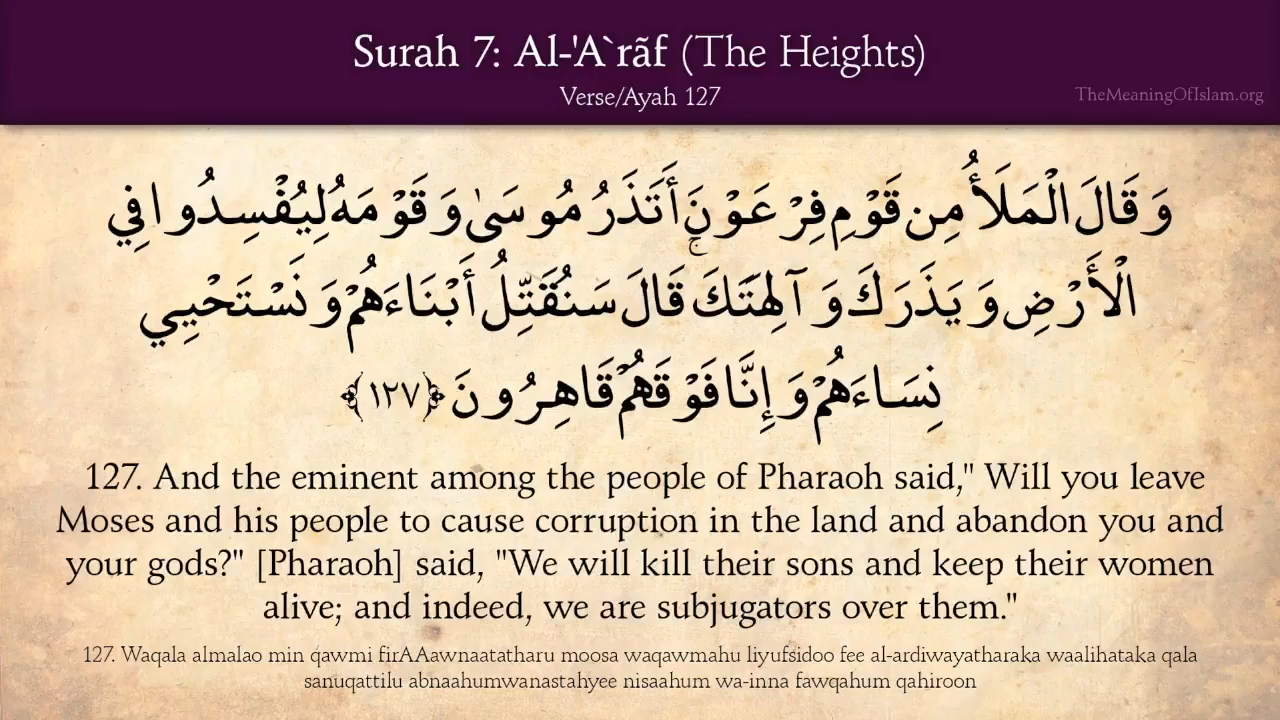 Surah 7: Al-'A`rãf (The Heights)
Verse/Ayah 127
TheMeaningOfIslam.org
وَقَالَ الْمَلَأُ مِن قَوْمِ فِرْعَوْنَ أَتَذَرُ مُوسَىٰ وَقَوْمَهُ لِيُفْسِدُوا فِي
الْأَرْضِ وَيَذَرَكَ وَآلِهَتَكَ ۚ قَالَ سَنُقَتِّلُ أَبْنَاءَهُمْ وَنَسْتَحْيِي
نِسَاءَهُمْ وَإِنَّا فَوْقَهُمْ قَاهِرُونَ ﴿١٢٧﴾
127. And the eminent among the people of Pharaoh said," Will you leave
Moses and his people to cause corruption in the land and abandon you and
your gods?" [Pharaoh] said, "We will kill their sons and keep their women
alive; and indeed, we are subjugators over them."
127. Waqala almalao min qawmi firAAawnaatatharu moosa waqawmahu liyufsidoo fee al-ardiwayatharaka waalihataka qala
sanuqattilu abnaahumwanastahyee nisaahum wa-inna fawqahum qahiroon